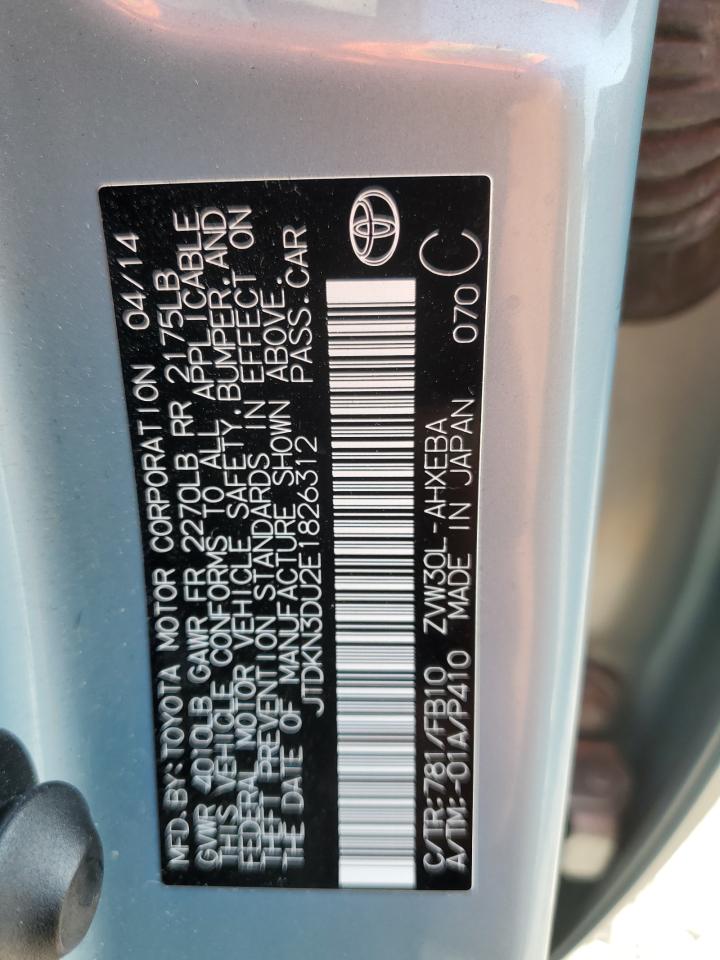 MFD. BY: TOYOTA MOTOR CORPORATION 04/14
GVWR 4010LB GAWR FR 2270LB RR 2175LB
THIS VEHICLE CONFORMS TO ALL APPLICABLE
FEDERAL MOTOR VEHICLE SAFETY, BUMPER, AND
THEFT PREVENTION STANDARDS IN EFFECT ON
THE DATE OF MANUFACTURE SHOWN ABOVE.
JTDKN3DU2E1826312 PASS. CAR
C/TR: 781/FB10 ZVW30L-AHXEBA
A/TM: -01A/P410 MADE IN JAPAN 070 C